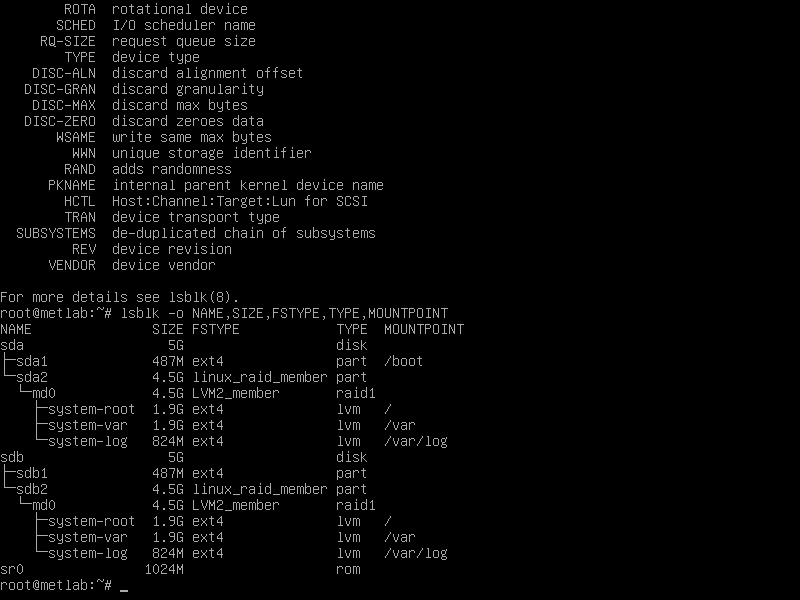 ROTA  rotational device
       SCHED  I/O scheduler name
     RQ-SIZE  request queue size
        TYPE  device type
    DISC-ALN  discard alignment offset
   DISC-GRAN  discard granularity
    DISC-MAX  discard max bytes
   DISC-ZERO  discard zeroes data
       WSAME  write same max bytes
         WWN  unique storage identifier
        RAND  adds randomness
      PKNAME  internal parent kernel device name
        HCTL  Host:Channel:Target:Lun for SCSI
        TRAN  device transport type
  SUBSYSTEMS  de-duplicated chain of subsystems
         REV  device revision
      VENDOR  device vendor

For more details see lsblk(8).
root@metlab:~# lsblk -o NAME,SIZE,FSTYPE,TYPE,MOUNTPOINT
NAME               SIZE FSTYPE            TYPE  MOUNTPOINT
sda                  5G                   disk
├─sda1             487M ext4              part  /boot
└─sda2             4.5G linux_raid_member part
  └─md0            4.5G LVM2_member       raid1
    ├─system-root  1.9G ext4              lvm   /
    ├─system-var   1.9G ext4              lvm   /var
    └─system-log   824M ext4              lvm   /var/log
sdb                  5G                   disk
├─sdb1             487M ext4              part
└─sdb2             4.5G linux_raid_member part
  └─md0            4.5G LVM2_member       raid1
    ├─system-root  1.9G ext4              lvm   /
    ├─system-var   1.9G ext4              lvm   /var
    └─system-log   824M ext4              lvm   /var/log
sr0               1024M                   rom
root@metlab:~# _